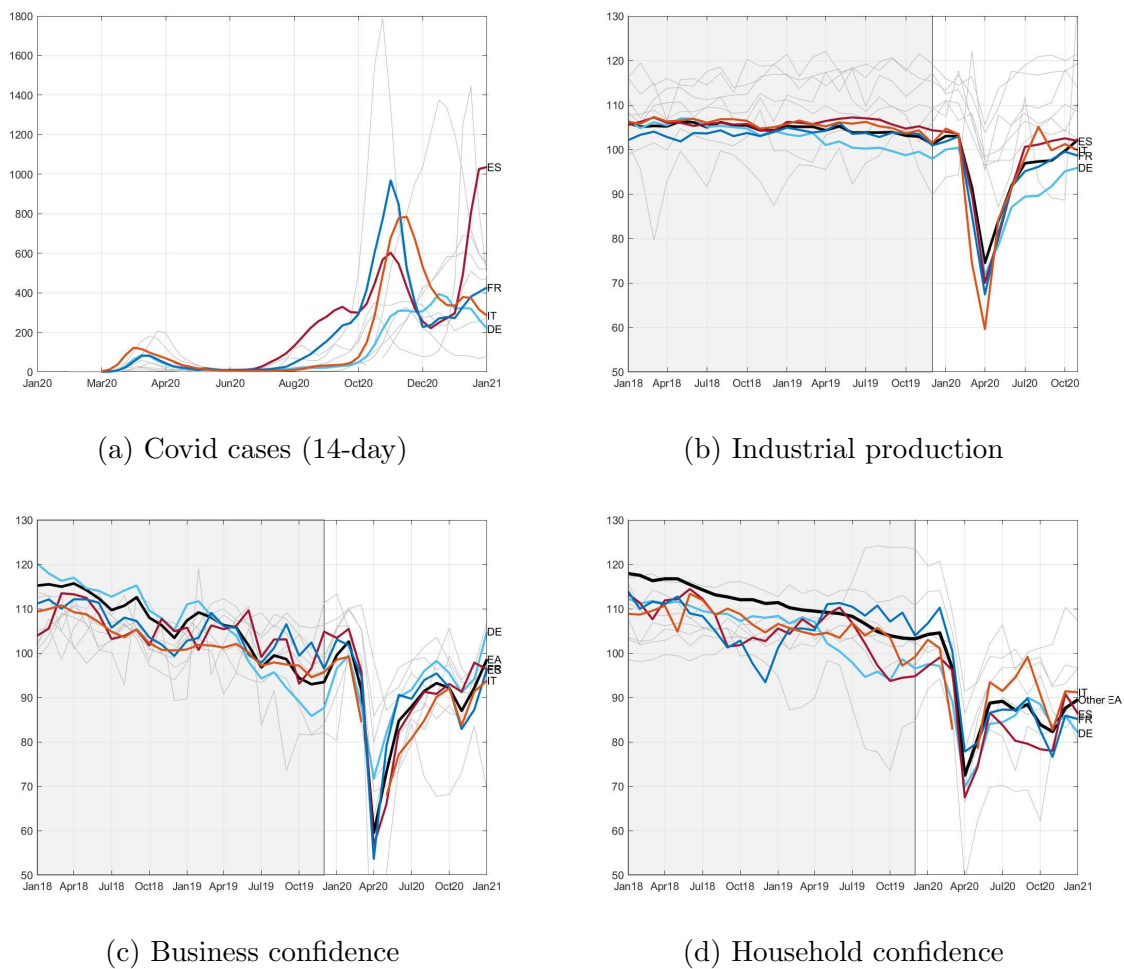 1800
1600
1400
1200
1000
800
600
400
200
0
Jan20 Mar20 Apr20 Jun20 Aug20 Oct20 Dec20 Jan21
ES
FR
IT
DE
(a) Covid cases (14-day)
130
120
110
100
90
80
70
60
50
Jan18 Apr18 Jul18 Oct18 Jan19 Apr19 Jul19 Oct19 Jan20 Apr20 Jul20 Oct20
ES
IT
FR
DE
(b) Industrial production
130
120
110
100
90
80
70
60
50
Jan18 Apr18 Jul18 Oct18 Jan19 Apr19 Jul19 Oct19 Jan20 Apr20 Jul20 Oct20 Jan21
DE
EA
ES
IT
(c) Business confidence
130
120
110
100
90
80
70
60
50
Jan18 Apr18 Jul18 Oct18 Jan19 Apr19 Jul19 Oct19 Jan20 Apr20 Jul20 Oct20 Jan21
IT
Other EA
ES
FR
DE
(d) Household confidence